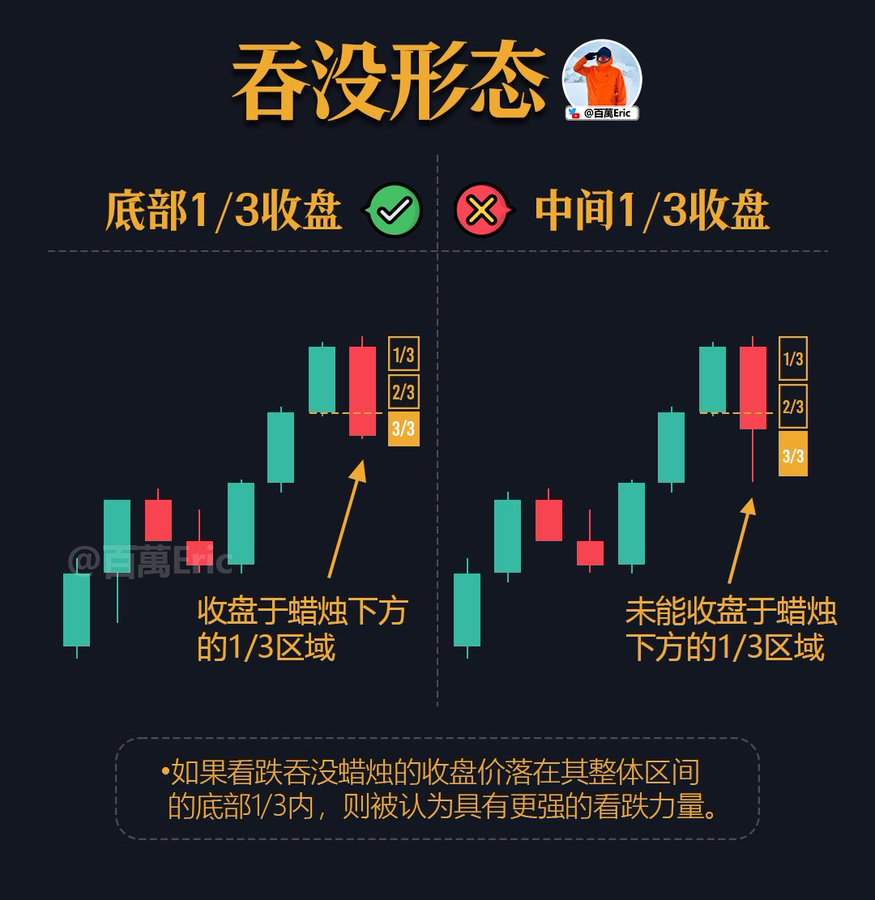 吞没形态
@百萬Eric
底部1/3收盘
中间1/3收盘
1/3
2/3
3/3
1/3
2/3
3/3
@百萬Eric
收盘于蜡烛下方
的1/3区域
未能收盘于蜡烛
下方的1/3区域
•如果看跌吞没蜡烛的收盘价落在其整体区间
的底部1/3内，则被认为具有更强的看跌力量。